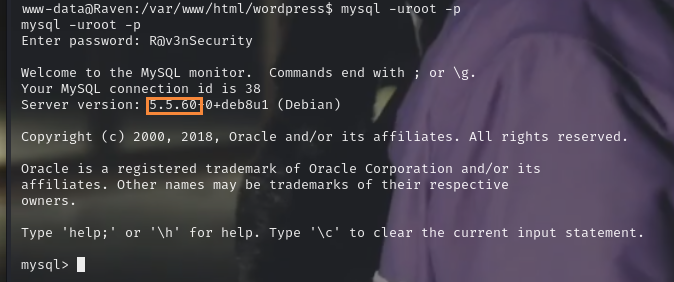 www-data@Raven:/var/www/html/wordpress$ mysql -uroot -p
mysql -uroot -p
Enter password: R@v3nSecurity
Welcome to the MySQL monitor.  Commands end with ; or \g.
Your MySQL connection id is 38
Server version: 5.5.60-0+deb8u1 (Debian)
Copyright (c) 2000, 2018, Oracle and/or its affiliates. All rights reserved.
Oracle is a registered trademark of Oracle Corporation and/or its
affiliates. Other names may be trademarks of their respective
owners.
Type 'help;' or '\h' for help. Type '\c' to clear the current input statement.
mysql>